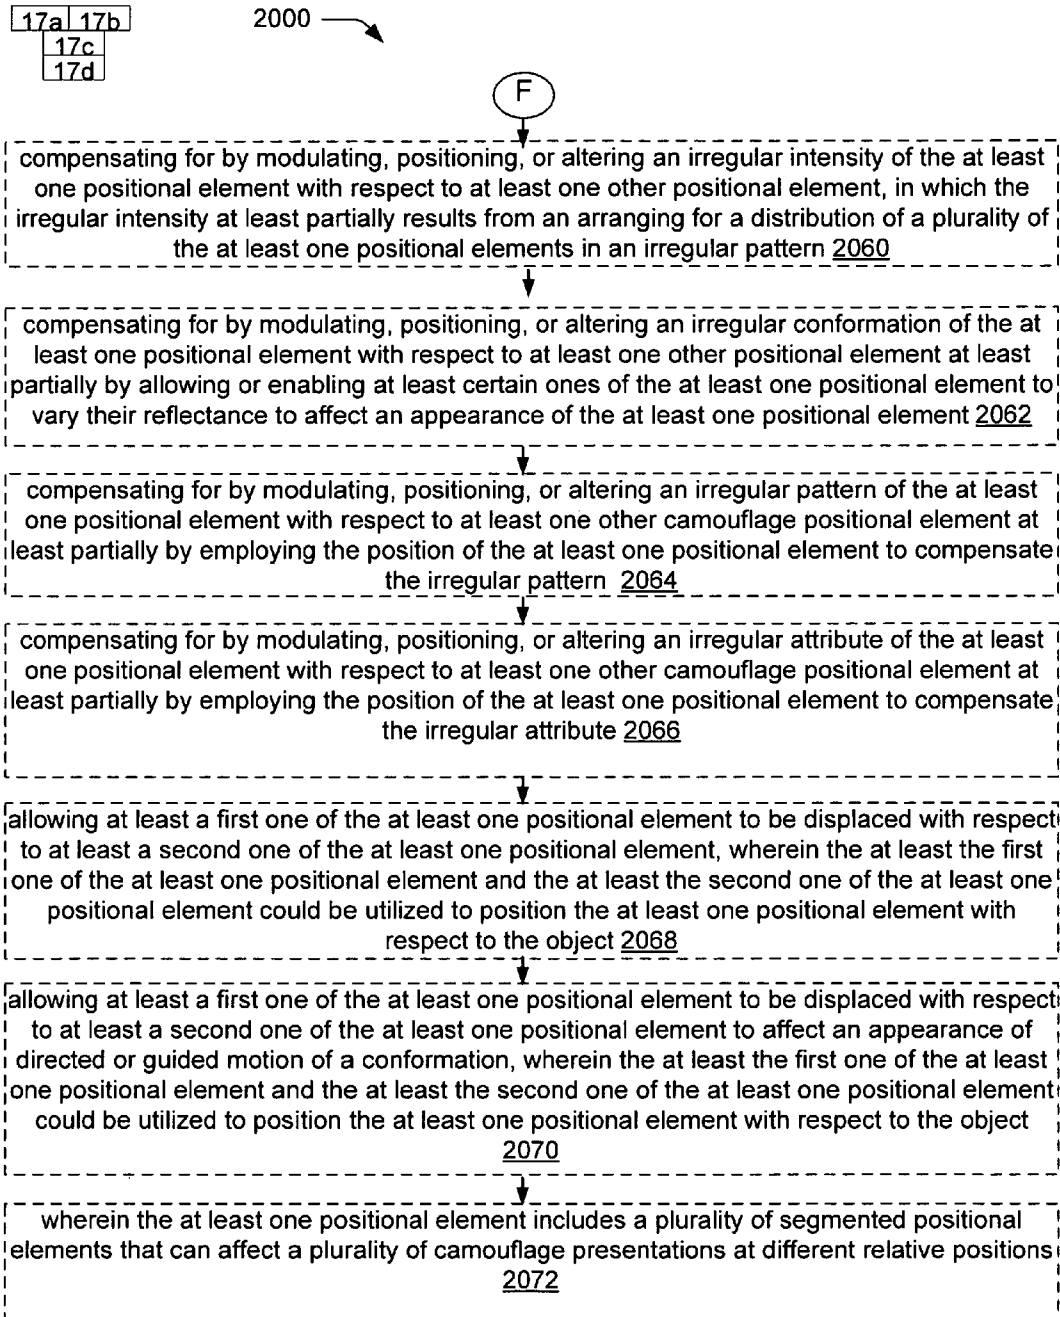 17a 17b
17c
17d
2000
F
compensating for by modulating, positioning, or altering an irregular intensity of the at least
one positional element with respect to at least one other positional element, in which the
irregular intensity at least partially results from an arranging for a distribution of a plurality of
the at least one positional elements in an irregular pattern 2060
compensating for by modulating, positioning, or altering an irregular conformation of the at
least one positional element with respect to at least one other positional element at least
partially by allowing or enabling at least certain ones of the at least one positional element to
vary their reflectance to affect an appearance of the at least one positional element 2062
compensating for by modulating, positioning, or altering an irregular pattern of the at least
one positional element with respect to at least one other camouflage positional element at
least partially by employing the position of the at least one positional element to compensate
the irregular pattern 2064
compensating for by modulating, positioning, or altering an irregular attribute of the at least
one positional element with respect to at least one other camouflage positional element at
least partially by employing the position of the at least one positional element to compensate
the irregular attribute 2066
allowing at least a first one of the at least one positional element to be displaced with respect
to at least a second one of the at least one positional element, wherein the at least the first
one of the at least one positional element and the at least the second one of the at least one
positional element could be utilized to position the at least one positional element with
respect to the object 2068
allowing at least a first one of the at least one positional element to be displaced with respect
to at least a second one of the at least one positional element to affect an appearance of
directed or guided motion of a conformation, wherein the at least the first one of the at least
one positional element and the at least the second one of the at least one positional element
could be utilized to position the at least one positional element with respect to the object
2070
wherein the at least one positional element includes a plurality of segmented positional
elements that can affect a plurality of camouflage presentations at different relative positions
2072